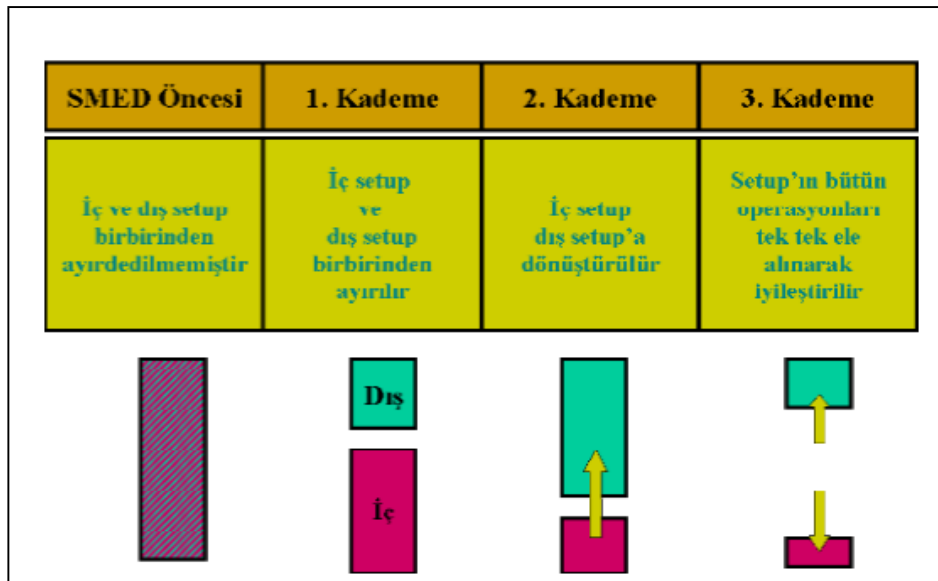 SMED Öncesi
1. Kademe
2. Kademe
3. Kademe
İç ve dış setup
birbirinden
ayırdedilmemiştir
İç setup
ve
dış setup
birbirinden
ayırılır
İç setup
dış setup'a
dönüştürülür
Setup'ın bütün
operasyonları
tek tek ele
alınarak
iyileştirilir
Dış
İç